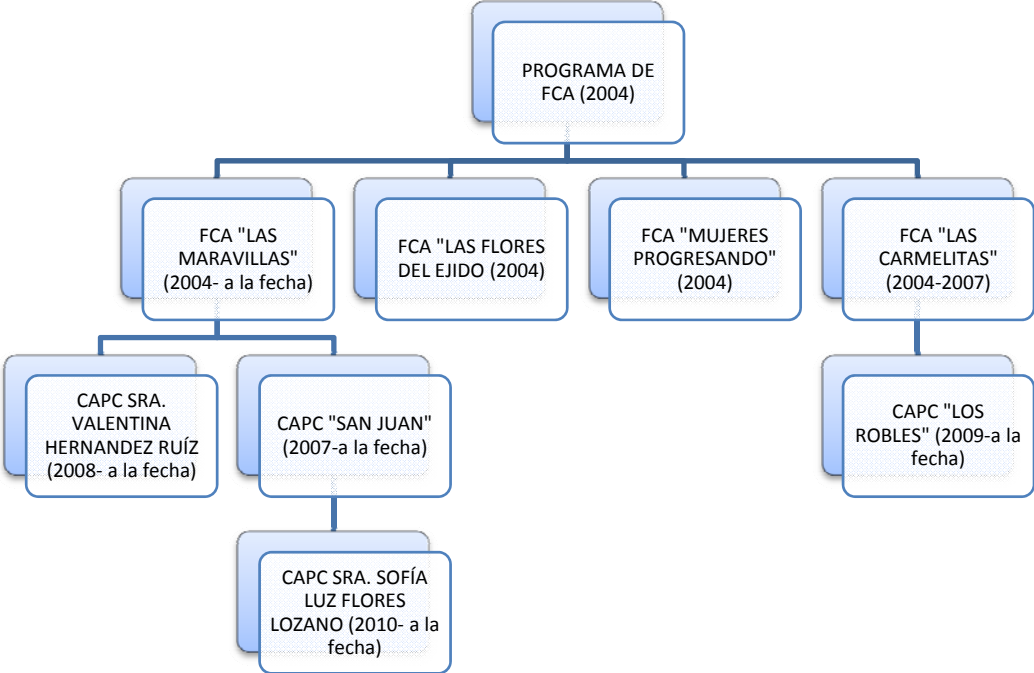 PROGRAMA DE
FCA (2004)
FCA "LAS
MARAVILLAS"
(2004- a la fecha)
FCA "LAS FLORES
DEL EJIDO (2004)
FCA "MUJERES
PROGRESANDO"
(2004)
FCA "LAS
CARMELITAS"
(2004-2007)
CAPC SRA.
VALENTINA
HERNANDEZ RUÍZ
(2008- a la fecha)
CAPC "SAN JUAN"
(2007-a la fecha)
CAPC "LOS
ROBLES" (2009-a la
fecha)
CAPC SRA. SOFÍA
LUZ FLORES
LOZANO (2010- a la
fecha)